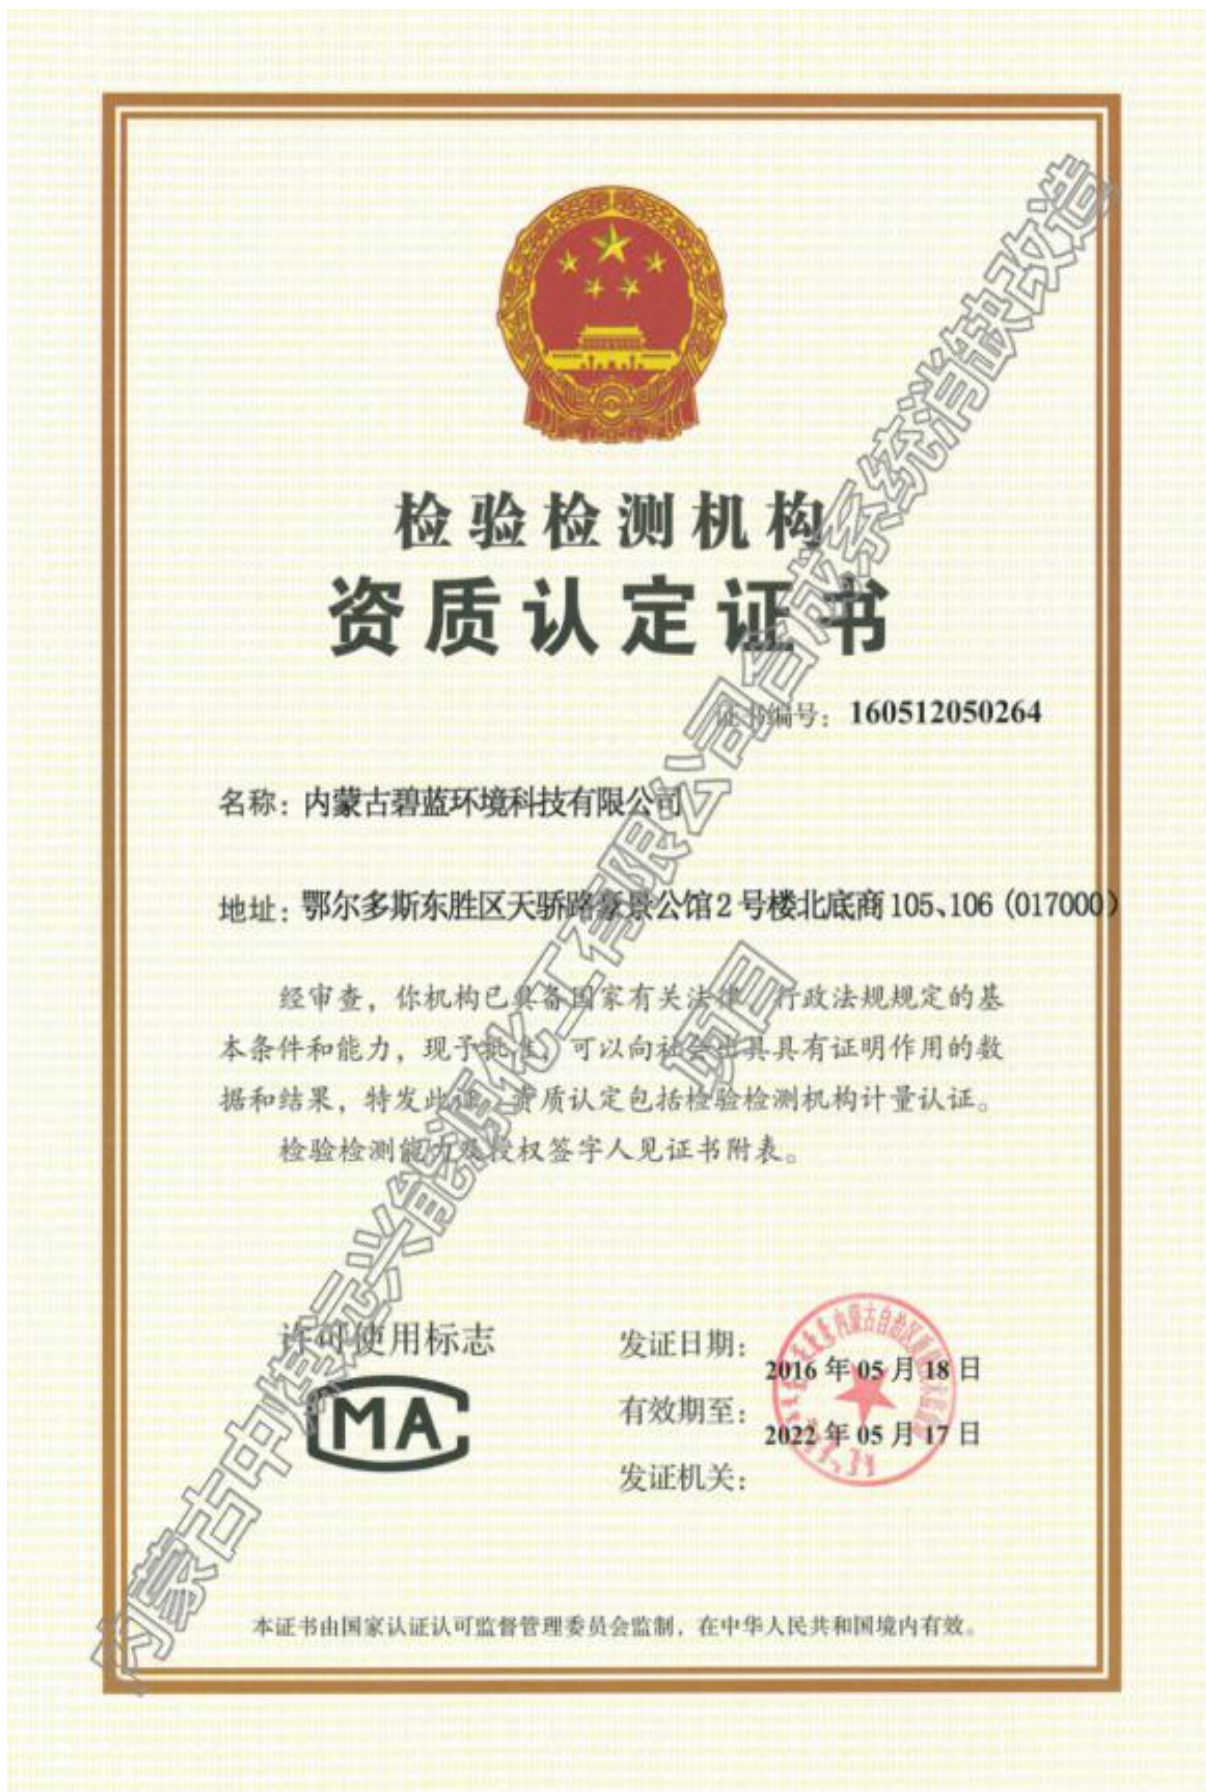 检验检测机构
资质认定证书
证书编号：160512050264
名称：内蒙古碧蓝环境科技有限公司
地址：鄂尔多斯东胜区天骄路豪景公馆2号楼北底商105、106 (017000)
经审查，你机构已具备国家有关法律、行政法规规定的基
本条件和能力，现予批准，可以向社会出具具有证明作用的数
据和结果，特发此证。资质认定包括检验检测机构计量认证。
检验检测能力及授权签字人见证书附表。
许可使用标志
MA
发证日期：
2016年05月18日
有效期至：
2022年05月17日
发证机关：
本证书由国家认证认可监督管理委员会监制，在中华人民共和国境内有效。
内蒙古中煤远兴能源化工有限公司合成系统消缺改造
项目